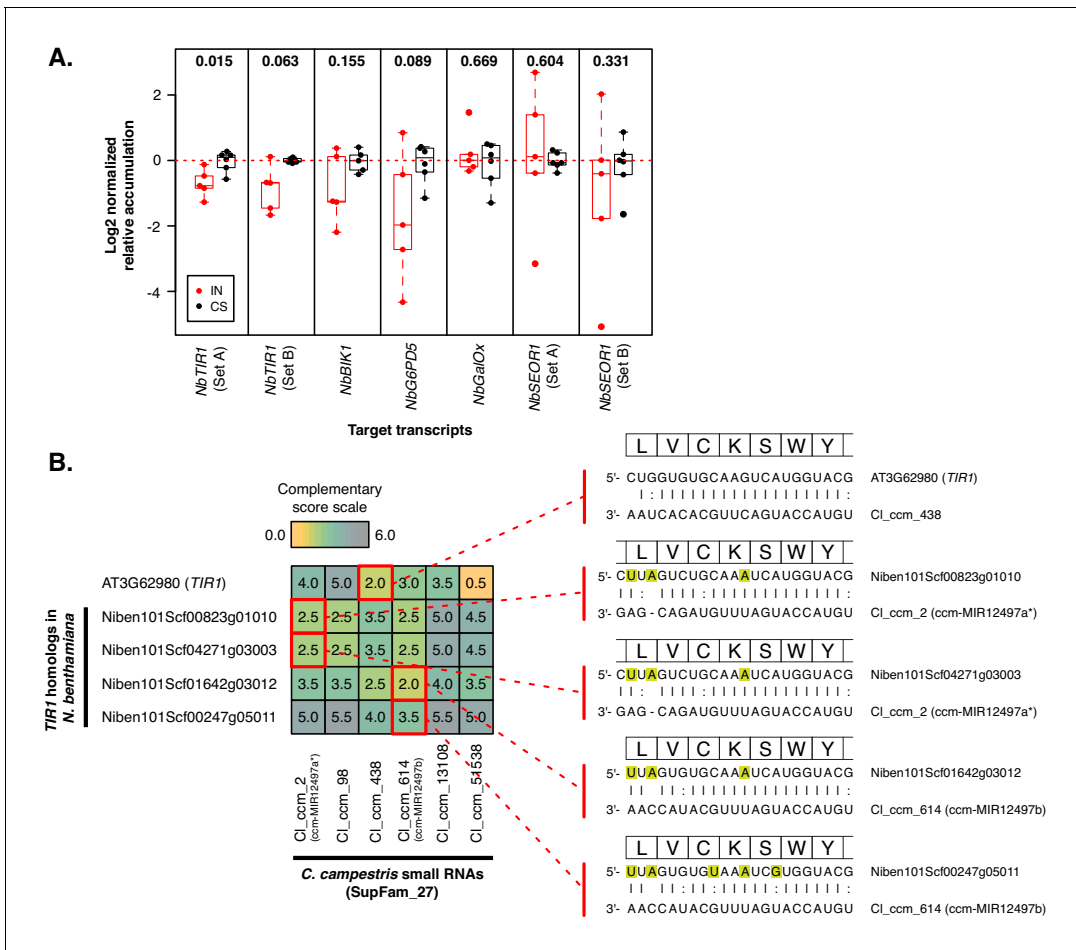 A.
0.015 0.063 0.155 0.089 0.669 0.604 0.331
Log2 normalized
relative accumulation
2
0
-2
-4
IN
CS
NbTIR1
(Set A)
NbTIR1
(Set B)
NbBIK1
NbG6PD5
NbGalOx
NbSEOR1
(Set A)
NbSEOR1
(Set B)
Target transcripts
B.
Complementary
score scale
0.0 6.0
AT3G62980 (TIR1) 4.0 5.0 2.0 3.0 3.5 0.5
Niben101Scf00823g01010 2.5 2.5 3.5 2.5 5.0 4.5
Niben101Scf04271g03003 2.5 2.5 3.5 2.5 5.0 4.5
Niben101Scf01642g03012 3.5 3.5 2.5 2.0 4.0 3.5
Niben101Scf00247g05011 5.0 5.5 4.0 3.5 5.5 5.0
TIR1 homologs in
N. benthamiana
Cl_ccm_2
(ccm-MIR12497a*)
Cl_ccm_98
Cl_ccm_438
Cl_ccm_614
(ccm-MIR12497b)
Cl_ccm_13108
Cl_ccm_51538
C. campestris small RNAs
(SupFam_27)
L V C K S W Y
5'- CUGGUGUGCAAGUCAUGGUACG AT3G62980 (TIR1)
3'- AAUCACACGUUCAGUACCAUGU Cl_ccm_438
L V C K S W Y
5'- CUUAGUCUGCAAAUCAUGGUACG Niben101Scf00823g01010
3'- GAG-CAGAUGUUUAGUACCAUGU Cl_ccm_2 (ccm-MIR12497a*)
L V C K S W Y
5'- CUUAGUCUGCAAAUCAUGGUACG Niben101Scf04271g03003
3'- GAG-CAGAUGUUUAGUACCAUGU Cl_ccm_2 (ccm-MIR12497a*)
L V C K S W Y
5'- UUAGUGUGCAAAUCAUGGUACG Niben101Scf01642g03012
3'- AACCAUACGUUUAGUACCAUGU Cl_ccm_614 (ccm-MIR12497b)
L V C K S W Y
5'- UUAGUGUGUAAAUCGUGGUACG Niben101Scf00247g05011
3'- AACCAUACGUUUAGUACCAUGU Cl_ccm_614 (ccm-MIR12497b)